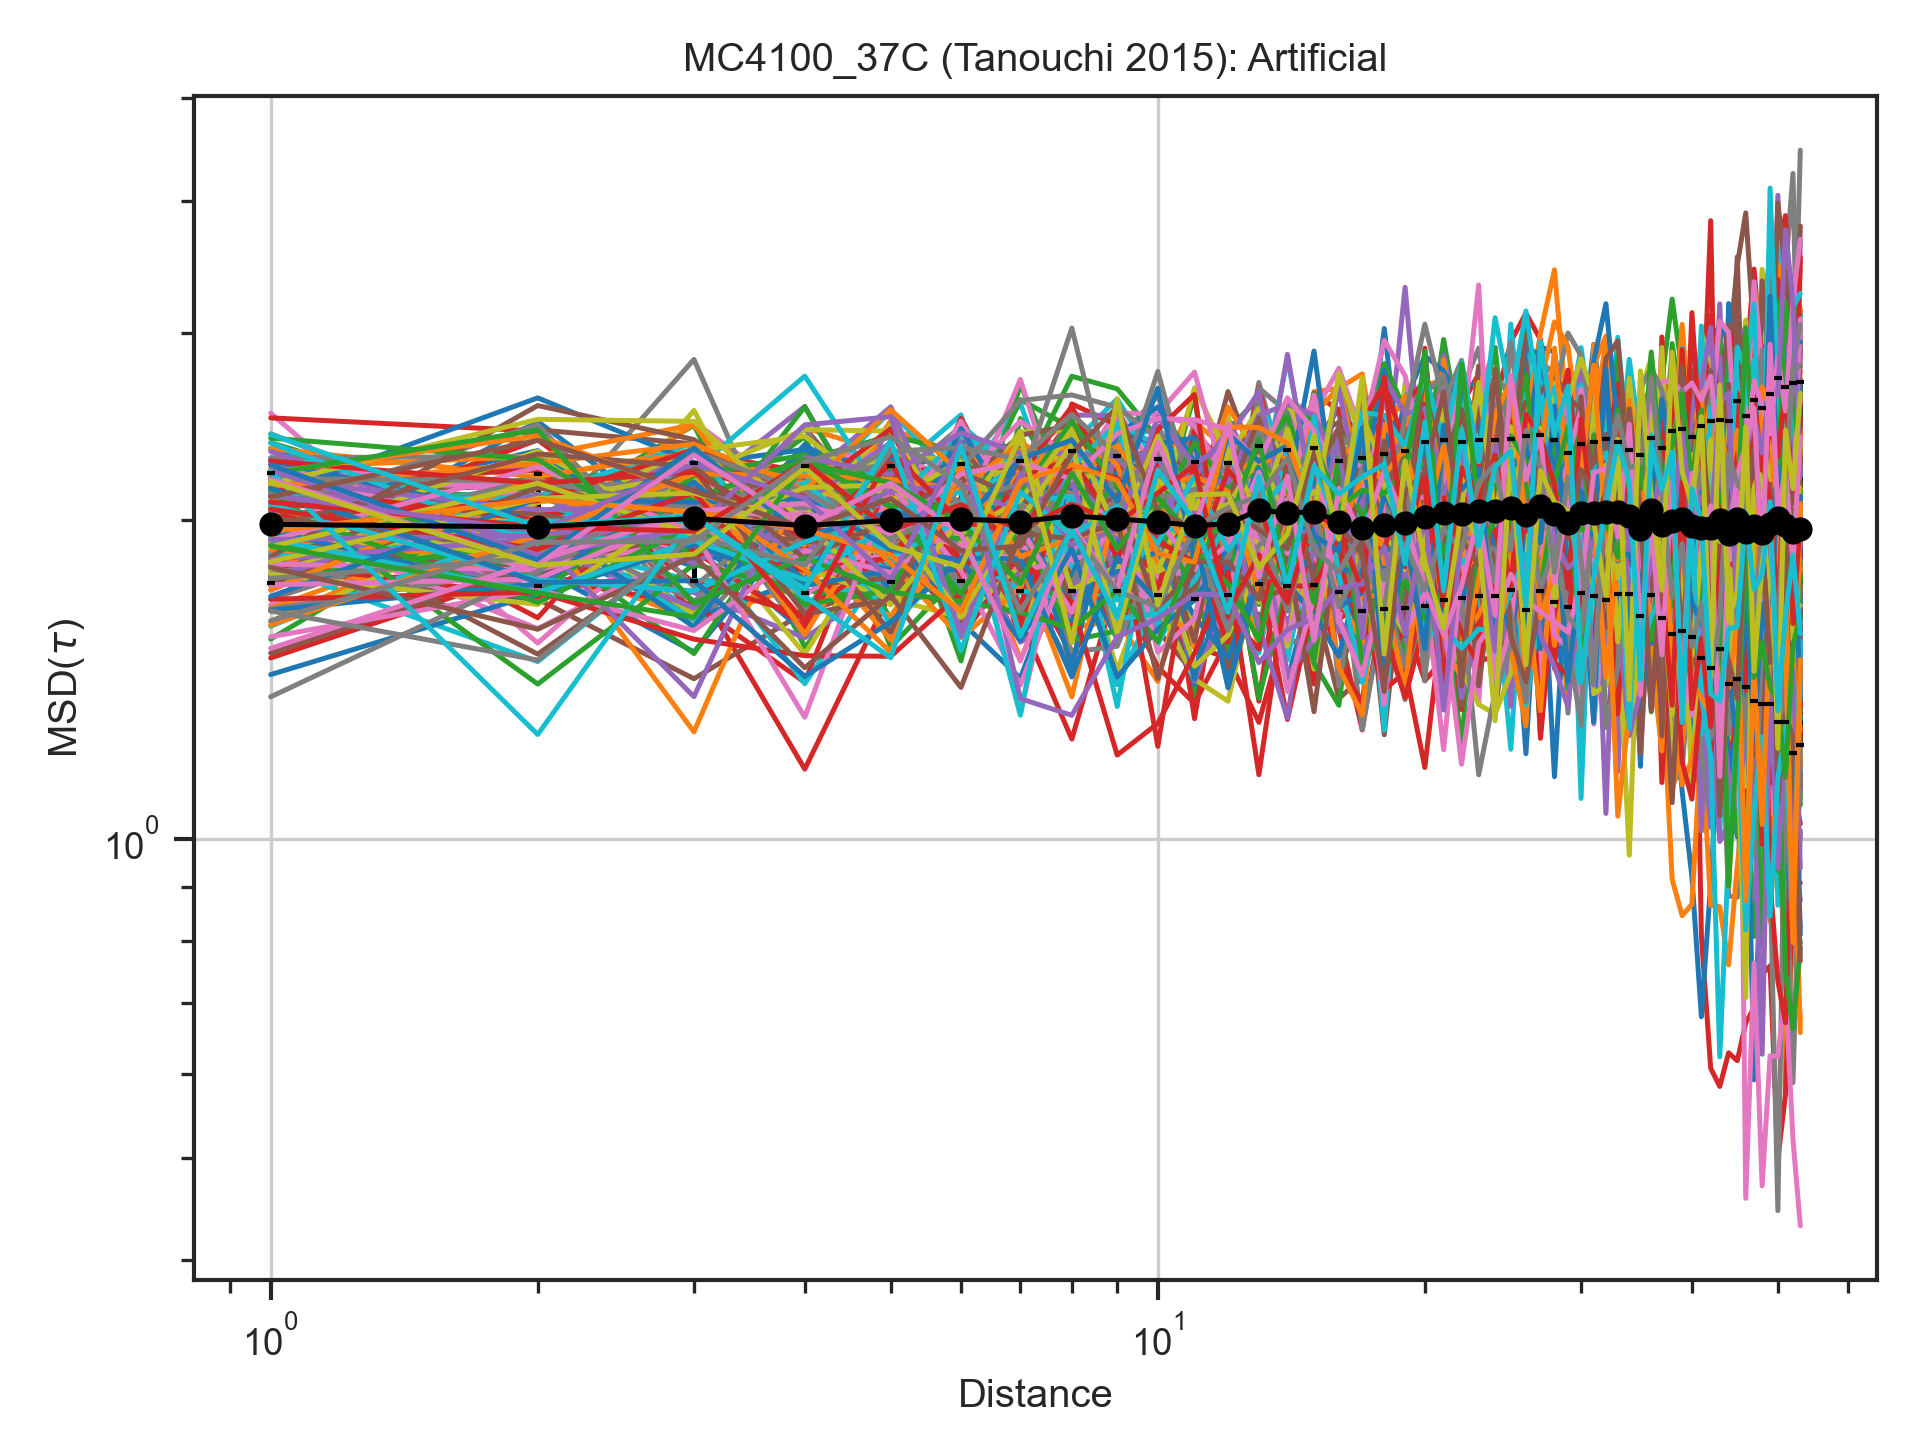 MC4100_37C (Tanouchi 2015): Artificial
MSD(τ)
10⁰
10⁰ 10¹
Distance